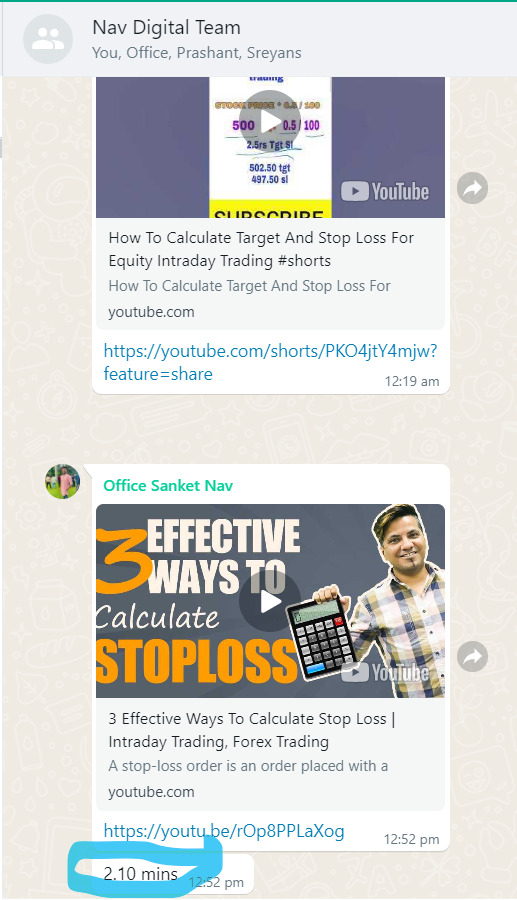 Nav Digital Team
You, Office, Prashant, Sreyans
trading
STOCK PRICE * 0.5 / 100
500 * 0.5 / 100
2.5rs Tgt Sl
502.50 tgt
497.50 sl
SUBSCRIBE
YouTube
How To Calculate Target And Stop Loss For
Equity Intraday Trading #shorts
How To Calculate Target And Stop Loss For
youtube.com
https://youtube.com/shorts/PKO4jtY4mjw?
feature=share
12:19 am
Office Sanket Nav
3 EFFECTIVE
WAYS TO
Calculate
STOPLOSS
YouTube
3 Effective Ways To Calculate Stop Loss |
Intraday Trading, Forex Trading
A stop-loss order is an order placed with a
youtube.com
https://youtu.be/rOp8PPLaXog
12:52 pm
2.10 mins
12:52 pm